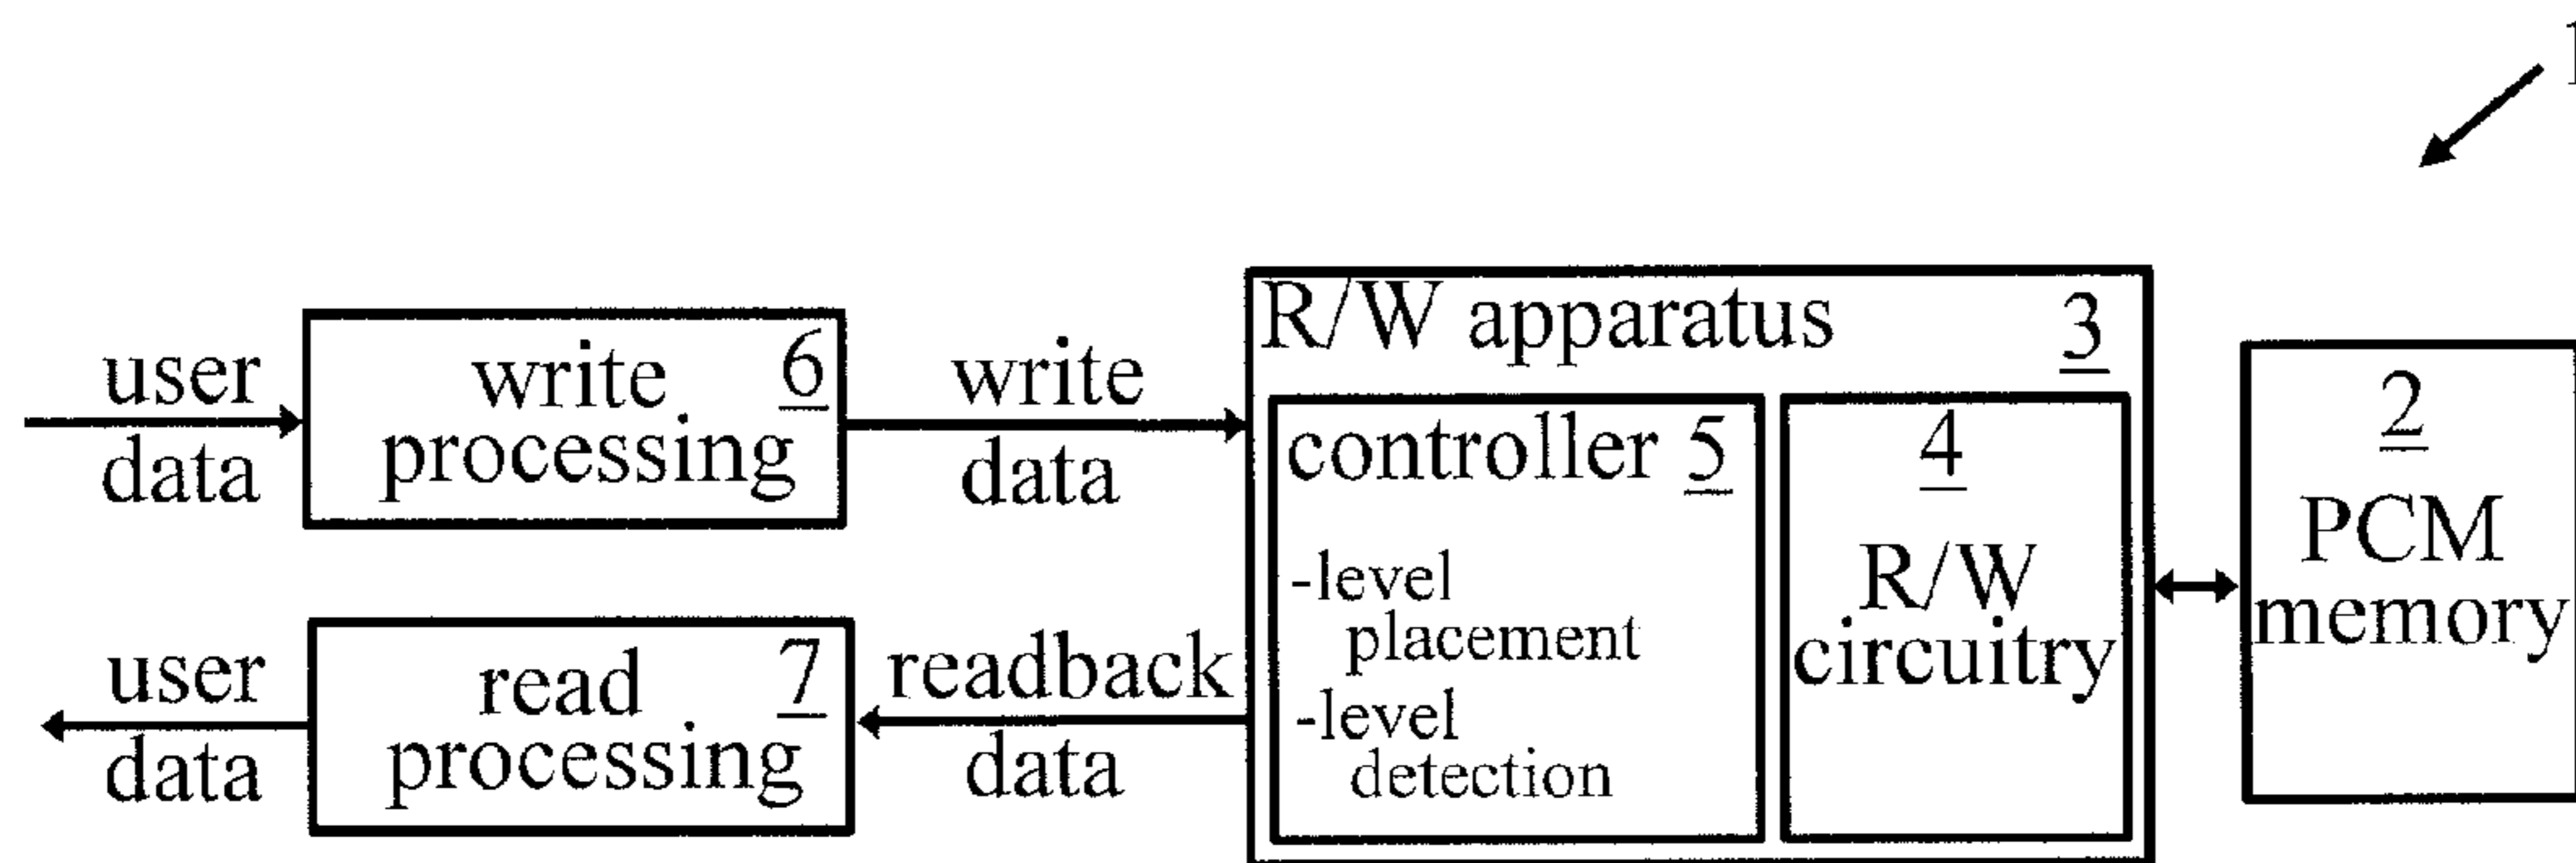 1
user
data
write 6
processing
write
data
R/W apparatus 3
controller 5
-level
placement
-level
detection
4
R/W
circuitry
2
PCM
memory
user
data
read 7
processing
readback
data